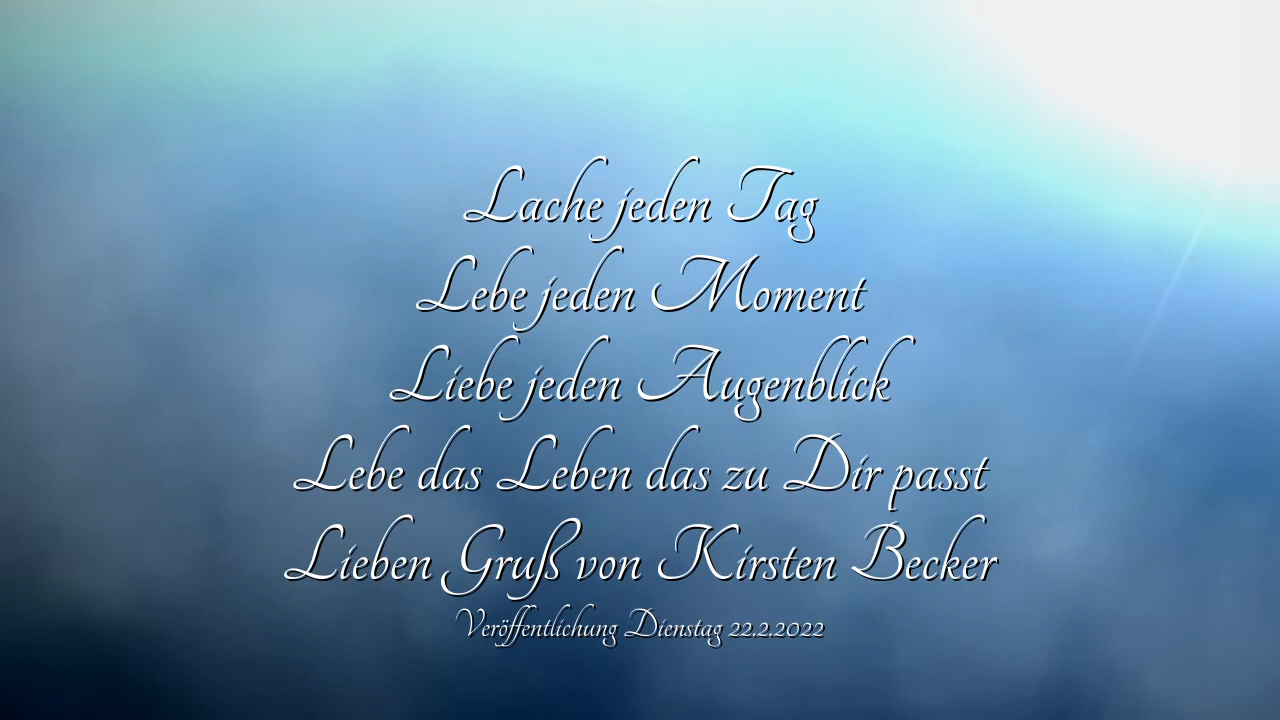 Lache jeden Tag
Lebe jeden Moment
Liebe jeden Augenblick
Lebe das Leben das zu Dir passt
Lieben Gruß von Kirsten Becker
Veröffentlichung Dienstag 22.2.2022